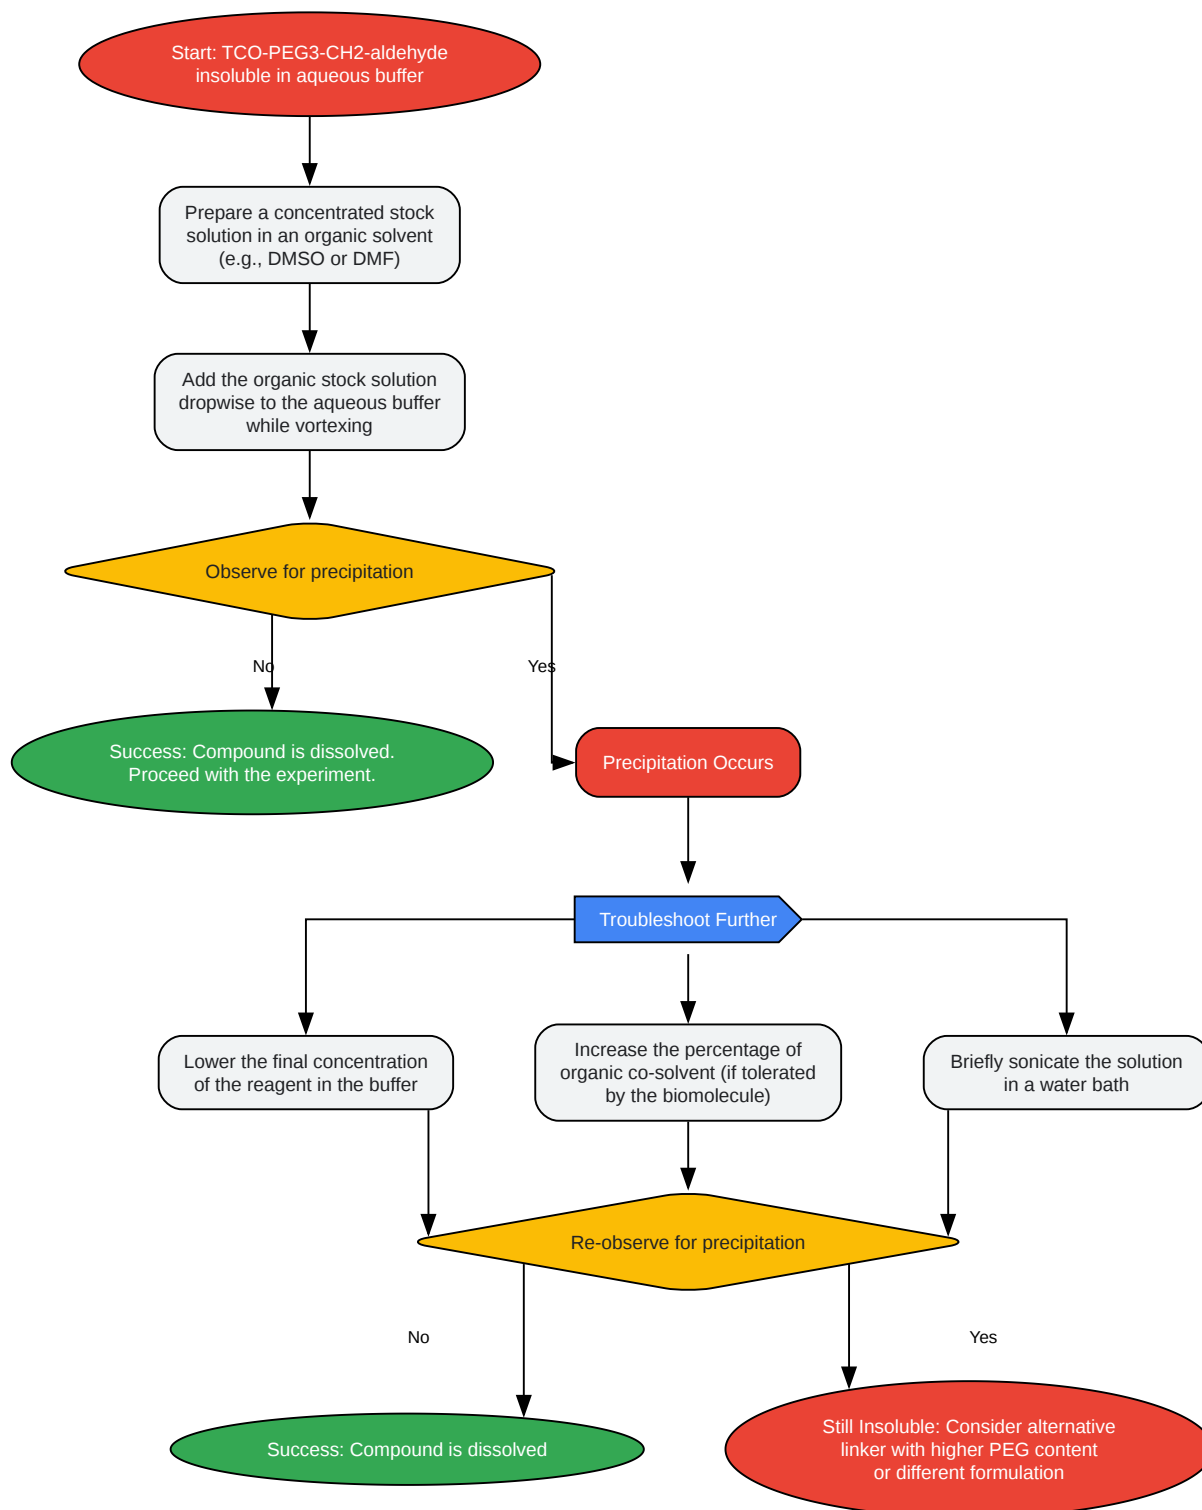 Start: TCO-PEG3-CH2-aldehyde
insoluble in aqueous buffer
Prepare a concentrated stock
solution in an organic solvent
(e.g., DMSO or DMF)
Add the organic stock solution
dropwise to the aqueous buffer
while vortexing
Observe for precipitation
No
Yes
Success: Compound is dissolved.
Proceed with the experiment.
Precipitation Occurs
Troubleshoot Further
Lower the final concentration
of the reagent in the buffer
Increase the percentage of
organic co-solvent (if tolerated
by the biomolecule)
Briefly sonicate the solution
in a water bath
Re-observe for precipitation
No
Yes
Success: Compound is dissolved
Still Insoluble: Consider alternative
linker with higher PEG content
or different formulation